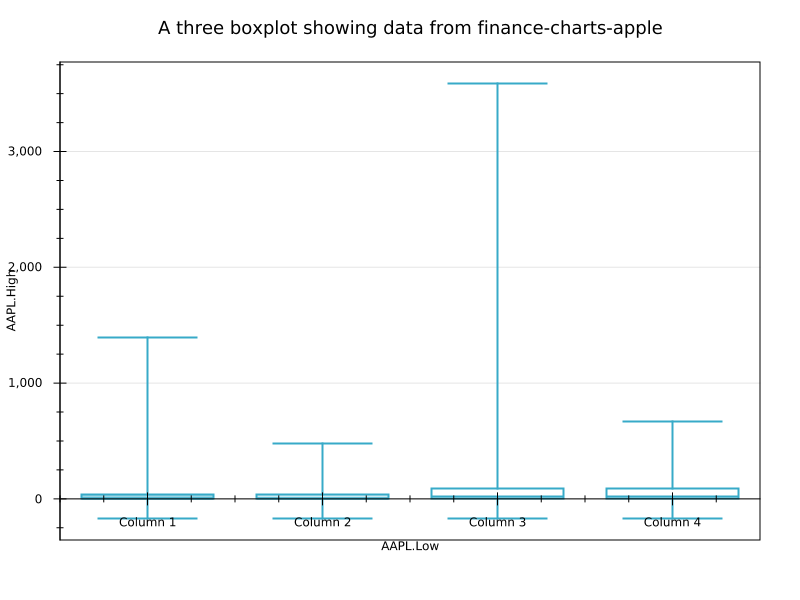 A three boxplot showing data from finance-charts-apple
3,000
2,000
AAPL.High
1,000
0
Column 1
Column 2
Column 3
Column 4
AAPL.Low